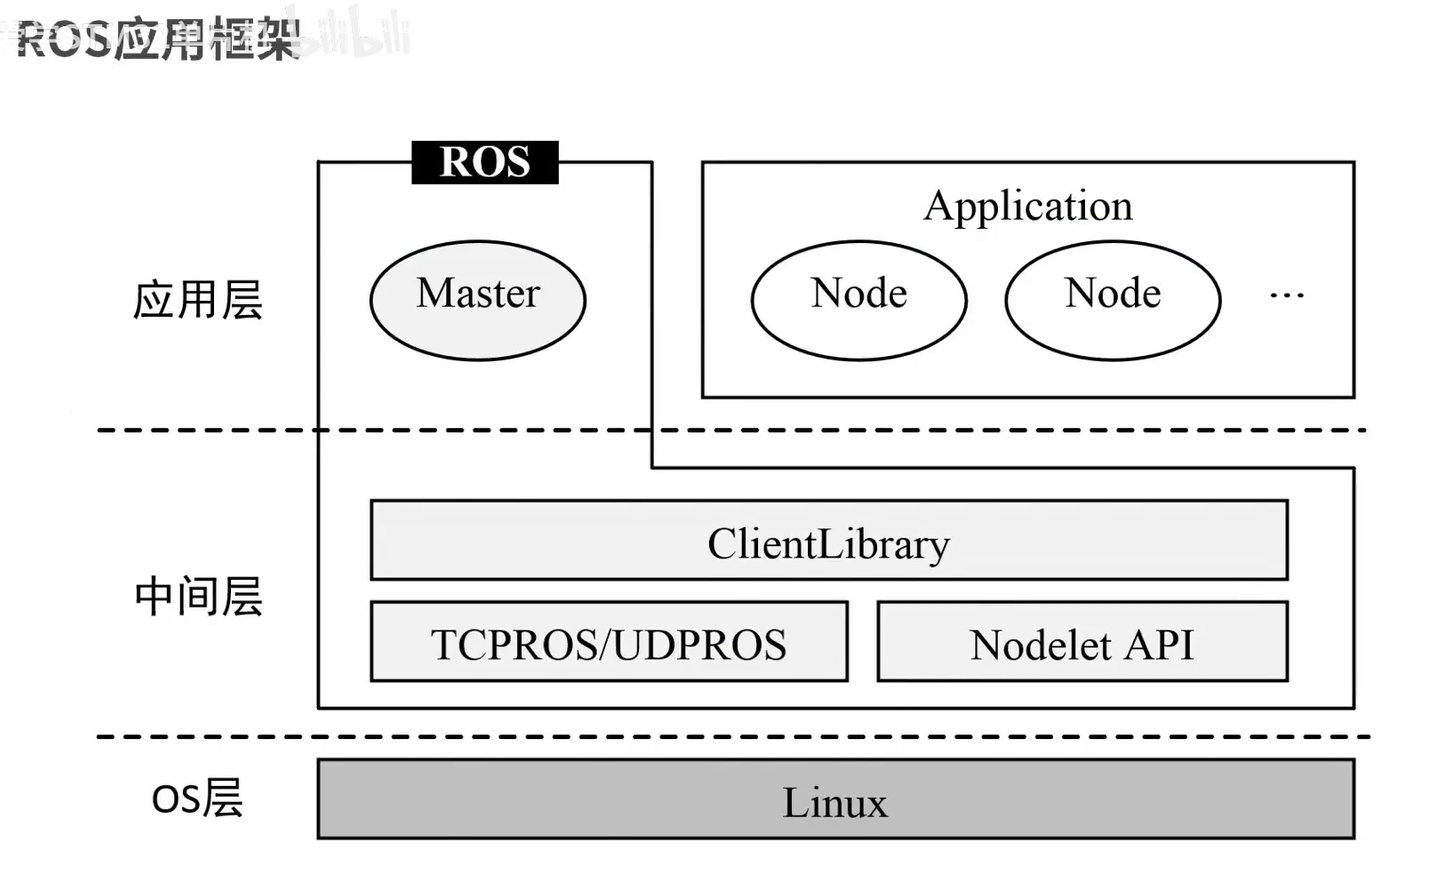 ROS应用框架
bilibili
ROS
Application
应用层
Master
Node
Node
...
ClientLibrary
中间层
TCPROS/UDPROS
Nodelet API
OS层
Linux